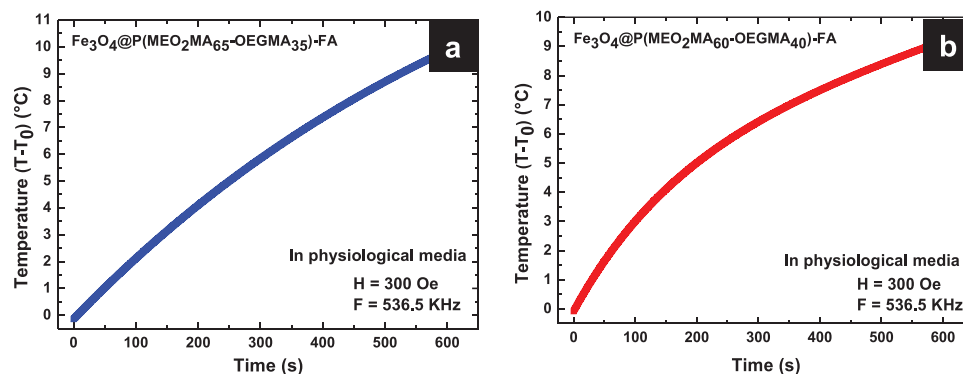 Fe3O4@P(MEO2MA65-OEGMA35)-FA
a
11
10
9
8
7
6
5
4
3
2
1
0
Temperature (T-T0) (°C)
In physiological media
H = 300 Oe
F = 536.5 KHz
0 100 200 300 400 500 600
Time (s)
Fe3O4@P(MEO2MA60-OEGMA40)-FA
b
10
9
8
7
6
5
4
3
2
1
0
Temperature (T-T0) (°C)
In physiological media
H = 300 Oe
F = 536.5 KHz
0 100 200 300 400 500 600
Time (s)